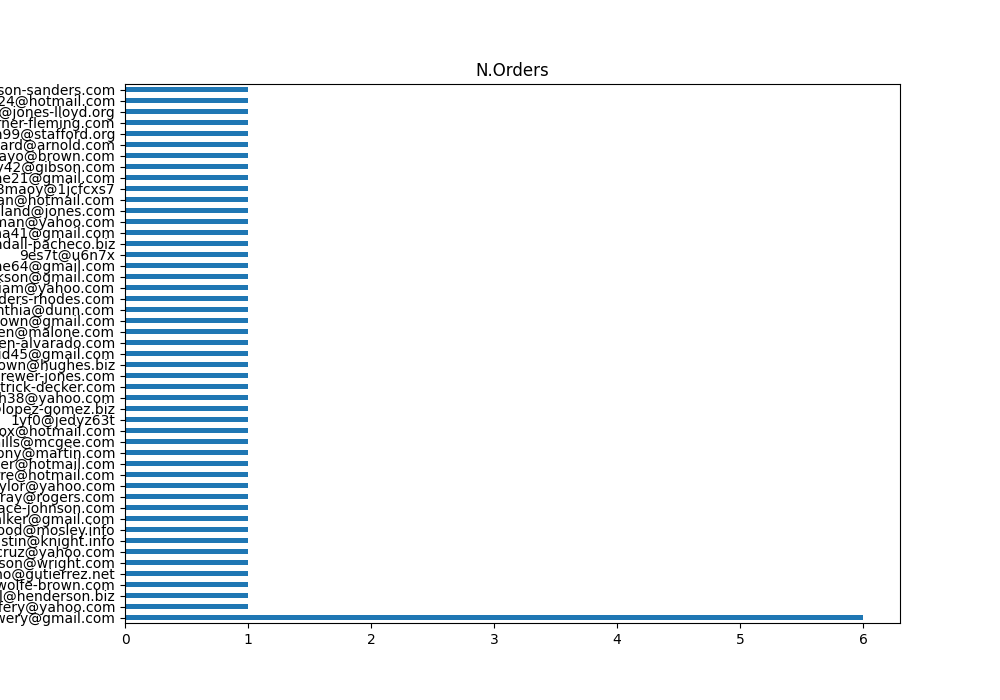 N.Orders
son-sanders.com
24@hotmail.com
@jones-lloyd.org
ner-fleming.com
n99@stafford.org
ard@arnold.com
ayo@brown.com
y42@gibson.com
e21@gmail.com
3maoy@1jcfcxs7
an@hotmail.com
land@jones.com
man@yahoo.com
na41@gmail.com
ndall-pacheco.biz
9es7t@u6n7x
ne64@gmail.com
kson@gmail.com
iam@yahoo.com
ders-rhodes.com
nthia@dunn.com
own@gmail.com
en@malone.com
en-alvarado.com
id45@gmail.com
own@hughes.biz
rewer-jones.com
trick-decker.com
h38@yahoo.com
@lopez-gomez.biz
1yf0@jedyz63t
ox@hotmail.com
ills@mcgee.com
ony@martin.com
er@hotmail.com
re@hotmail.com
ylor@yahoo.com
ray@rogers.com
ace-johnson.com
alker@gmail.com
ood@mosley.info
stin@knight.info
cruz@yahoo.com
son@wright.com
no@gutierrez.net
wolfe-brown.com
l@henderson.biz
fery@yahoo.com
wery@gmail.com
0 1 2 3 4 5 6